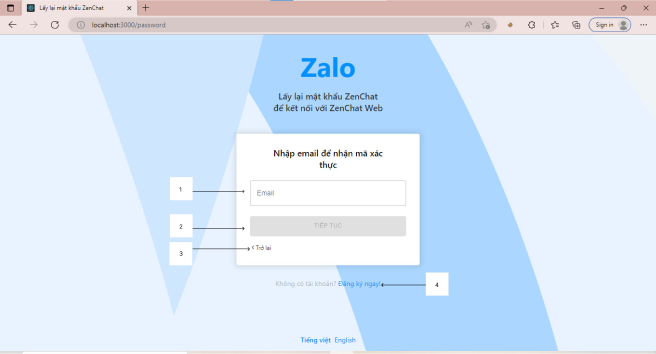 Lấy lại mật khẩu ZenChat
localhost:3000/password
Sign in
Zalo
Lấy lại mật khẩu ZenChat
để kết nối với ZenChat Web
Nhập email để nhận mã xác
thực
1
Email
2
TIẾP TỤC
3
Trở lại
Không có tài khoản? Đăng ký ngay!
4
Tiếng việt English